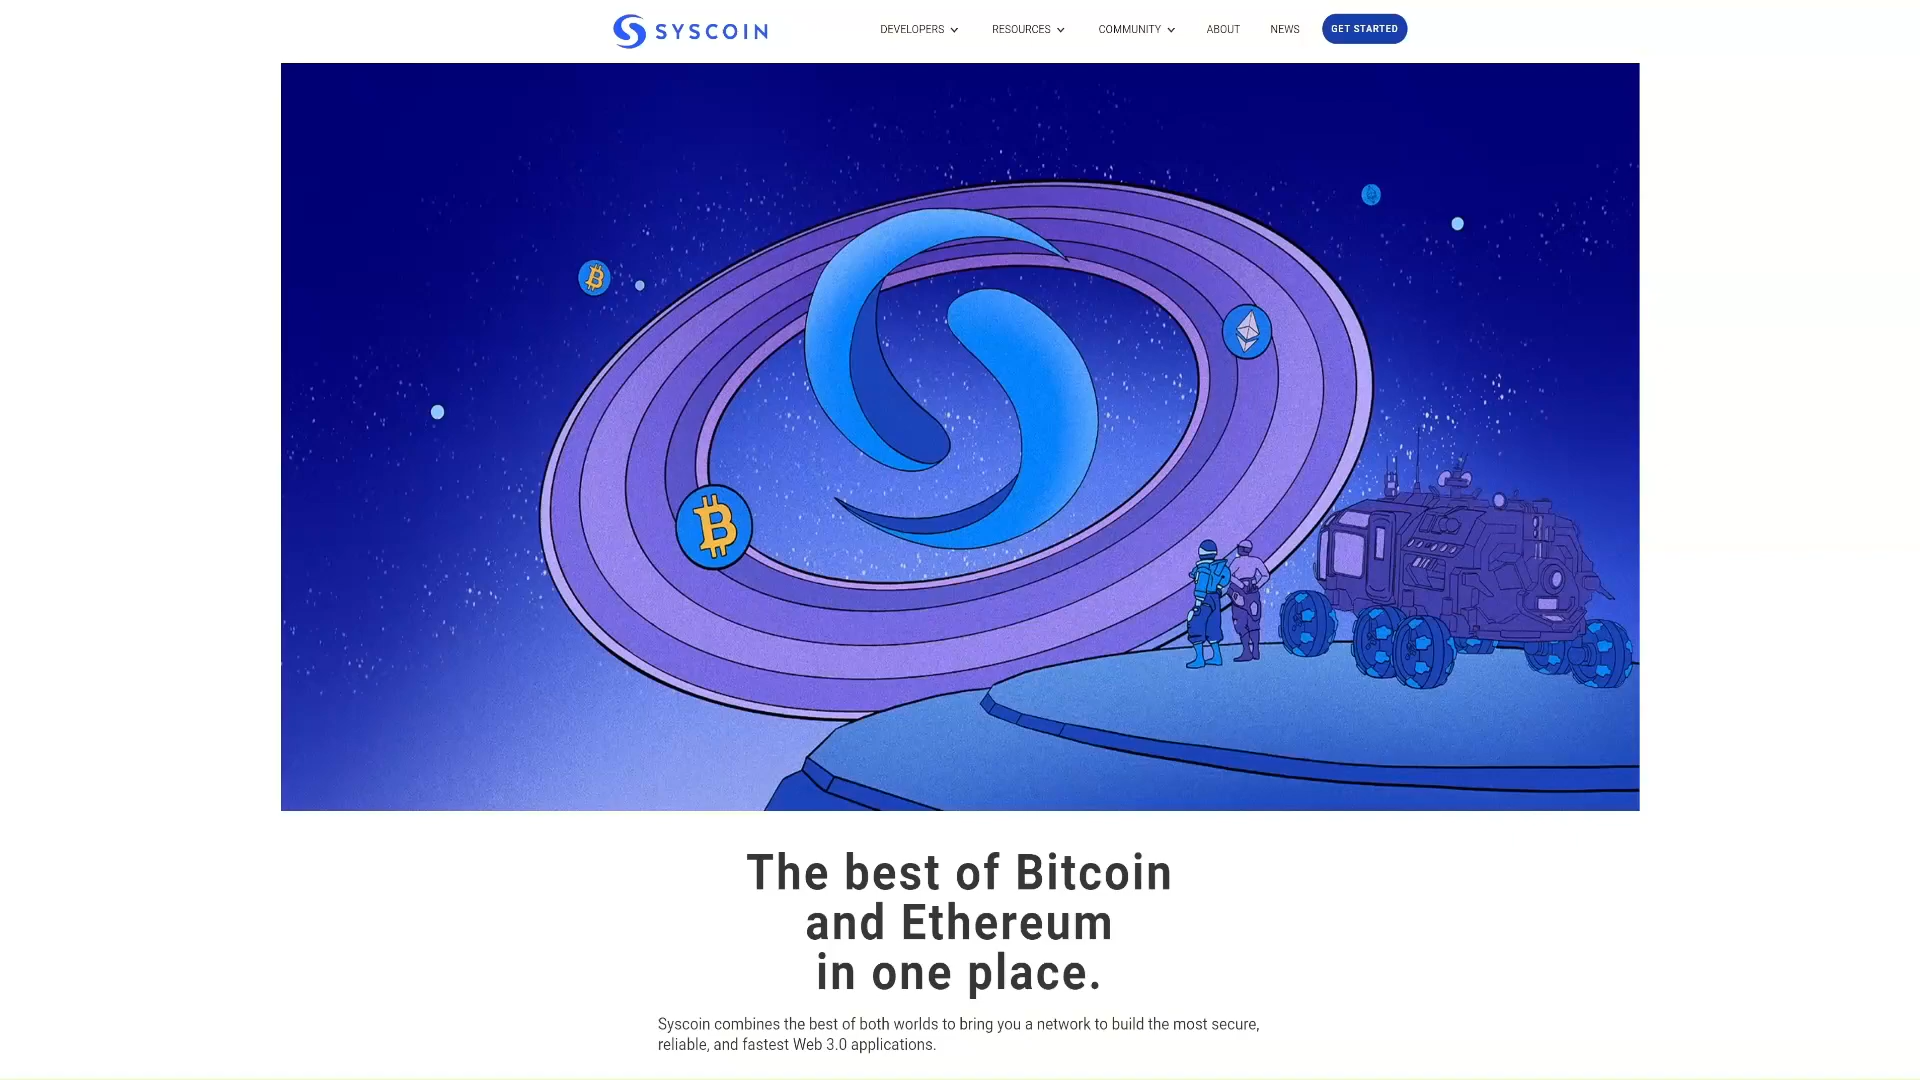 SYSCOIN
DEVELOPERS
RESOURCES
COMMUNITY
ABOUT
NEWS
GET STARTED
The best of Bitcoin
and Ethereum
in one place.
Syscoin combines the best of both worlds to bring you a network to build the most secure,
reliable, and fastest Web 3.0 applications.